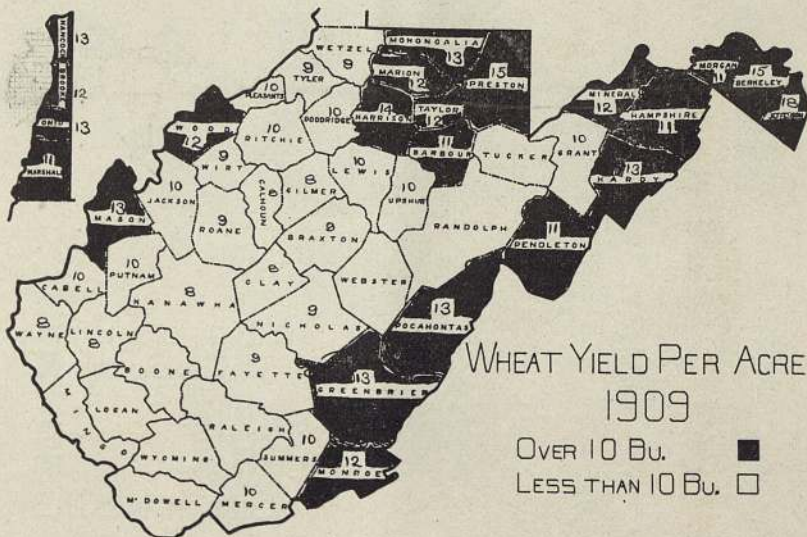 HANCOCK
13
BROOKE
12
OHIO
13
MARSHALL
11
WETZEL
9
MONONGALIA
13
MARION
12
PRESTON
15
TYLER
9
PLEASANTS
10
DODDRIDGE
10
HARRISON
14
TAYLOR
12
MORGAN
11
BERKELEY
15
JEFFERSON
18
MINERAL
12
HAMPSHIRE
11
WOOD
12
RITCHIE
10
BARBOUR
11
TUCKER
GRANT
10
HARDY
13
WIRT
9
LEWIS
10
GILMER
8
CALHOUN
8
UPSHUR
10
JACKSON
10
MASON
13
ROANE
9
BRAXTON
9
RANDOLPH
PENDLETON
11
PUTNAM
10
CABELL
10
KANAWHA
8
CLAY
8
WEBSTER
NICHOLAS
9
POCAHONTAS
13
WAYNE
8
LINCOLN
8
BOONE
FAYETTE
9
GREENBRIER
13
MINGO
LOGAN
RALEIGH
WYOMING
SUMMERS
10
MONROE
12
McDOWELL
MERCER
10
WHEAT YIELD PER ACRE
1909
OVER 10 BU.
LESS THAN 10 BU.